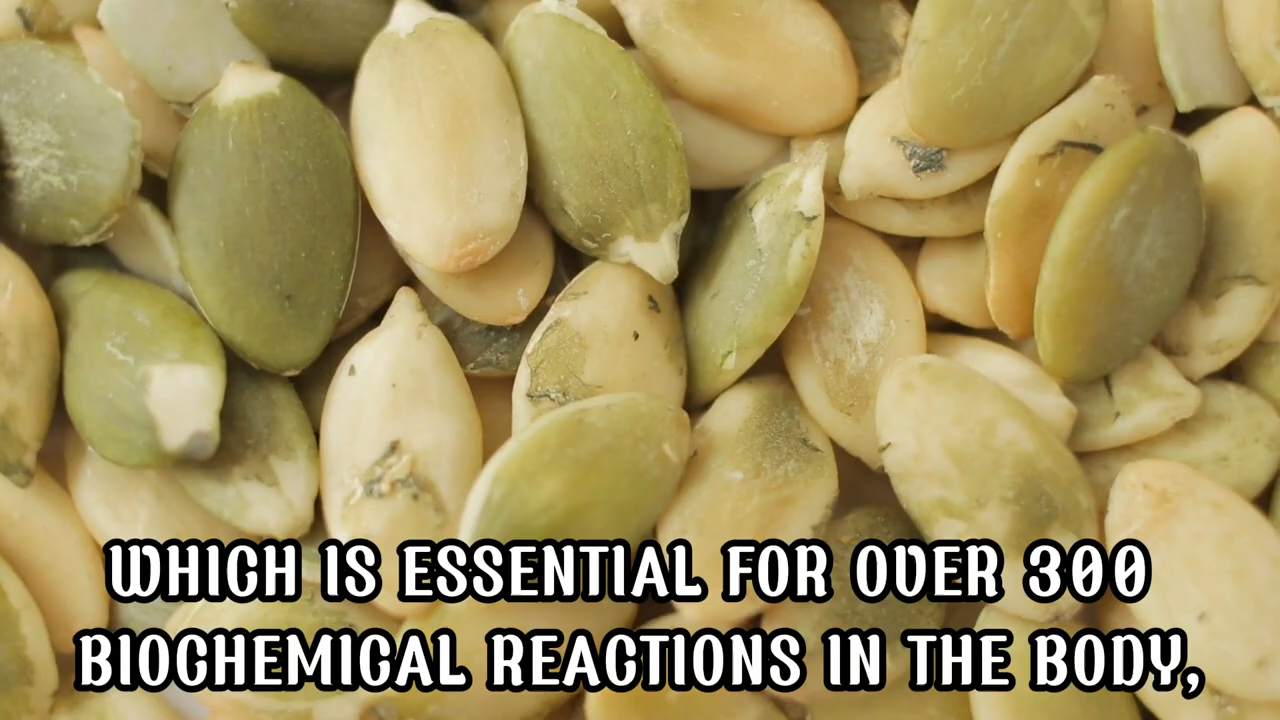 WHICH IS ESSENTIAL FOR OVER 300
BIOCHEMICAL REACTIONS IN THE BODY,